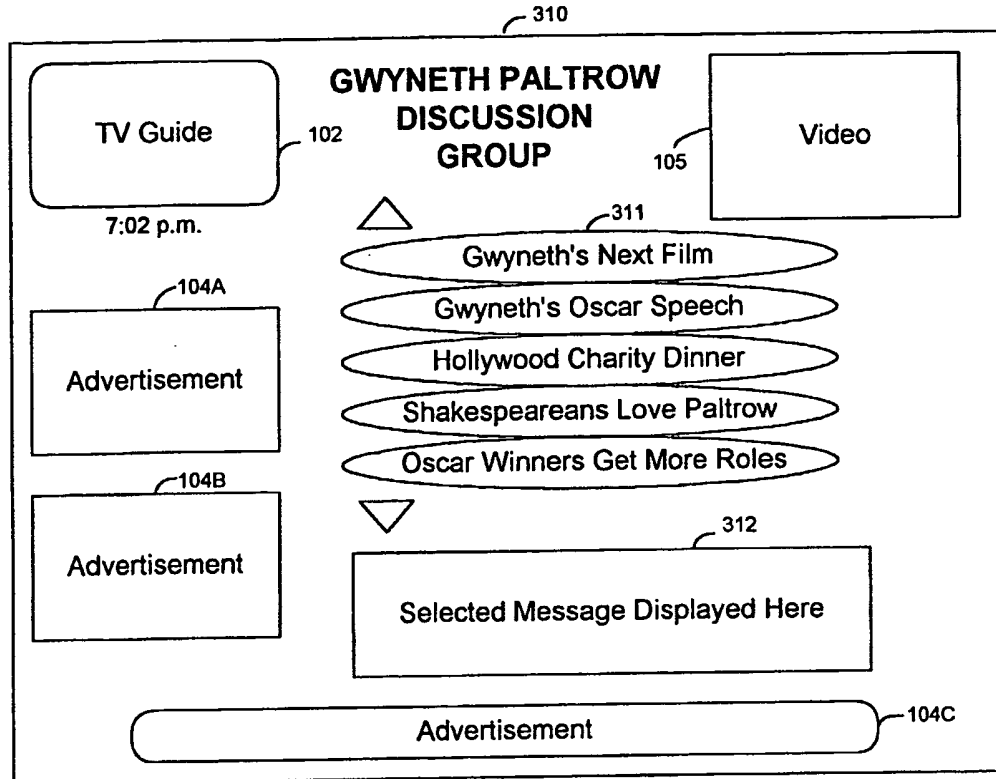 310
GWYNETH PALTROW
DISCUSSION
GROUP
TV Guide
102
7:02 p.m.
105
Video
311
Gwyneth's Next Film
Gwyneth's Oscar Speech
Hollywood Charity Dinner
Shakespeareans Love Paltrow
Oscar Winners Get More Roles
104A
Advertisement
104B
Advertisement
312
Selected Message Displayed Here
Advertisement
104C